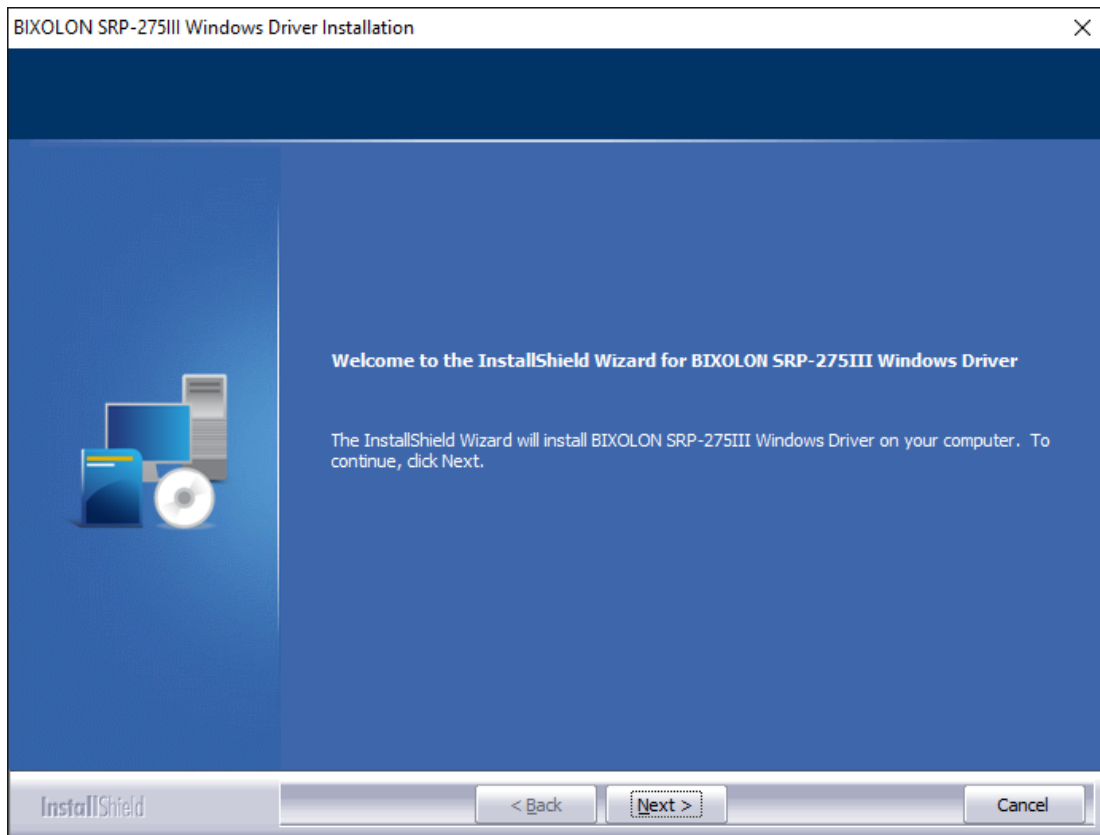 BIXOLON SRP-275III Windows Driver Installation
Welcome to the InstallShield Wizard for BIXOLON SRP-275III Windows Driver
The InstallShield Wizard will install BIXOLON SRP-275III Windows Driver on your computer.  To
continue, click Next.
InstallShield
< Back
Next >
Cancel